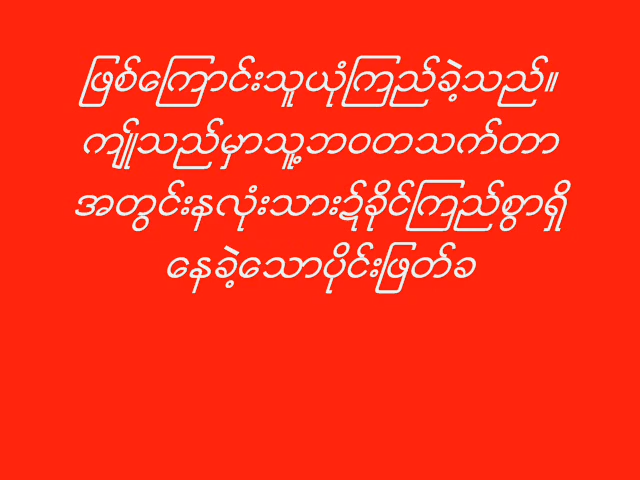 ဖြစ်ကြောင်းသူယုံကြည်ခဲ့သည်။
ကျုံသည်မှာသူ့ဘဝတသက်တာ
အတွင်းနှလုံးသား၌ခိုင်ကြည်စွာရှိ
နေခဲ့သောပိုင်းဖြတ်ခ